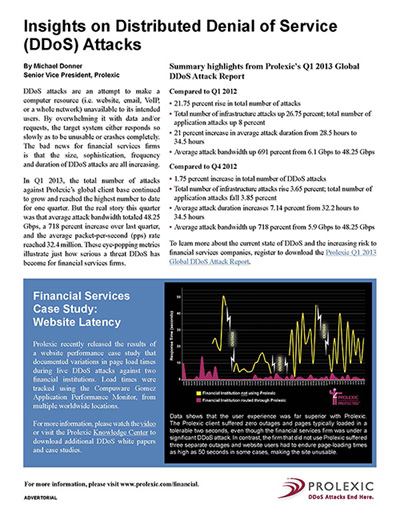 Insights on Distributed Denial of Service
(DDoS) Attacks
By Michael Donner
Senior Vice President, Prolexic
DDoS attacks are an attempt to make a
computer resource (i.e. website, email, VoIP,
or a whole network) unavailable to its intended
users. By overwhelming it with data and/or
requests, the target system either responds so
slowly as to be unusable or crashes completely.
The bad news for financial services firms
is that the size, sophistication, frequency
and duration of DDoS attacks are all increasing.
In Q1 2013, the total number of attacks
against Prolexic's global client base continued
to grow and reached the highest number to date
for one quarter. But the real story this quarter
was that average attack bandwidth totaled 48.25
Gbps, a 718 percent increase over last quarter,
and the average packet-per-second (pps) rate
reached 32.4 million. These eye-popping metrics
illustrate just how serious a threat DDoS has
become for financial services firms.
Summary highlights from Prolexic's Q1 2013 Global
DDoS Attack Report
Compared to Q1 2012
• 21.75 percent rise in total number of attacks
• Total number of infrastructure attacks up 26.75 percent; total number of
application attacks up 8 percent
• 21 percent increase in average attack duration from 28.5 hours to
34.5 hours
• Average attack bandwidth up 691 percent from 6.1 Gbps to 48.25 Gbps
Compared to Q4 2012
• 1.75 percent increase in total number of DDoS attacks
• Total number of infrastructure attacks rise 3.65 percent; total number of
application attacks fall 3.85 percent
• Average attack duration increases 7.14 percent from 32.2 hours to
34.5 hours
• Average attack bandwidth up 718 percent from 5.9 Gbps to 48.25 Gbps
To learn more about the current state of DDoS and the increasing risk to
financial services companies, register to download the Prolexic Q1 2013
Global DDoS Attack Report.
Financial Services
Case Study:
Website Latency
Prolexic recently released the results of
a website performance case study that
documented variations in page load times
during live DDoS attacks against two
financial institutions. Load times were
tracked using the Compuware Gomez
Application Performance Monitor, from
multiple worldwide locations.
For more information, please watch the video
or visit the Prolexic Knowledge Center to
download additional DDoS white papers
and case studies.
Response Time (seconds)
50
40
30
20
10
0
Financial Institution not using Prolexic
Financial Institution routed through Prolexic
PROLEXIC
Data shows that the user experience was far superior with Prolexic.
The Prolexic client suffered zero outages and pages typically loaded in a
tolerable two seconds, even though the financial services firm was under a
significant DDoS attack. In contrast, the firm that did not use Prolexic suffered
three separate outages and website users had to endure page-loading times
as high as 50 seconds in some cases, making the site unusable.
For more information, please visit www.prolexic.com/financial.
ADVERTORIAL
PROLEXIC
DDoS Attacks End Here.